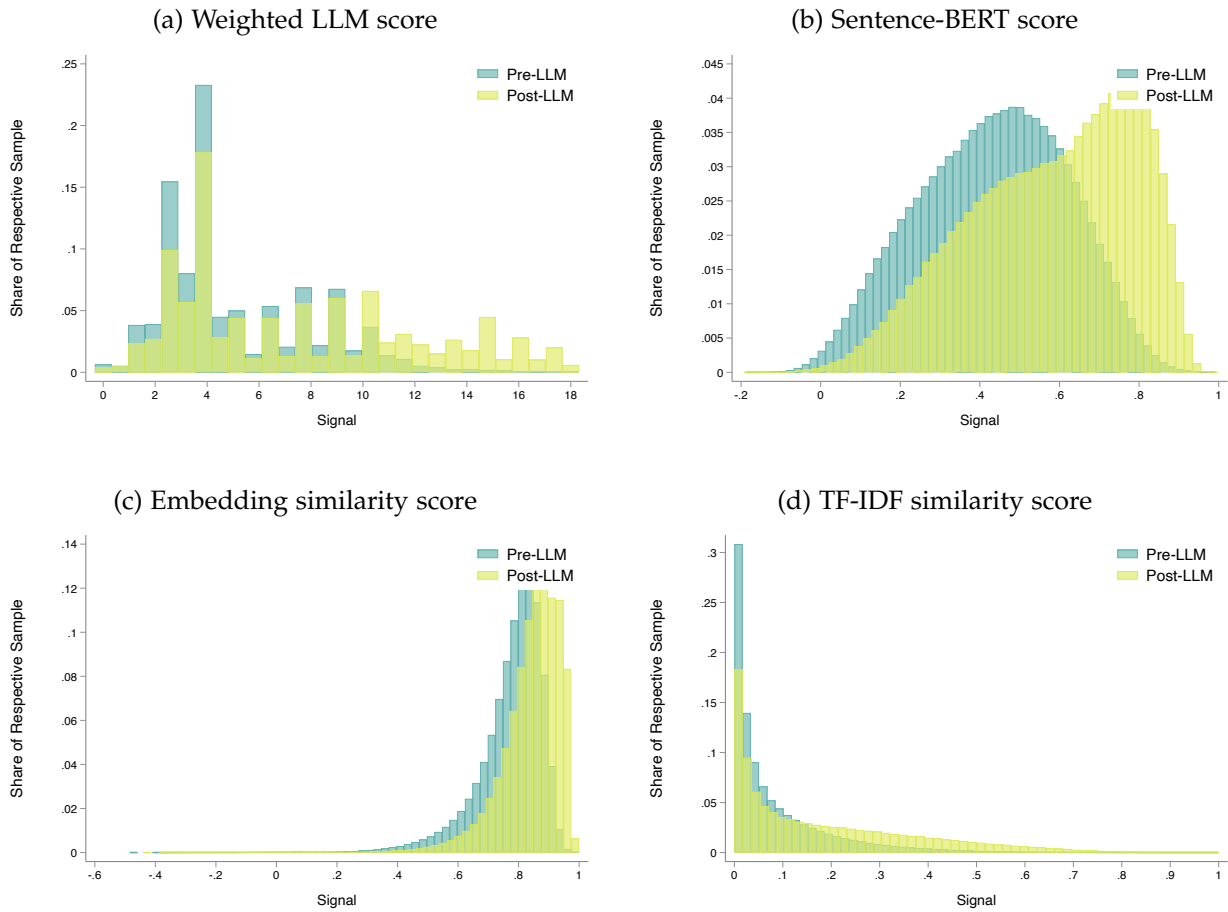 (a) Weighted LLM score
.25
.2
.15
.1
.05
0
Share of Respective Sample
Pre-LLM
Post-LLM
0 2 4 6 8 10 12 14 16 18
Signal
(b) Sentence-BERT score
.045
.04
.035
.03
.025
.02
.015
.01
.005
0
Share of Respective Sample
Pre-LLM
Post-LLM
-.2 0 .2 .4 .6 .8 1
Signal
(c) Embedding similarity score
.14
.12
.1
.08
.06
.04
.02
0
Share of Respective Sample
Pre-LLM
Post-LLM
-.6 -.4 -.2 0 .2 .4 .6 .8 1
Signal
(d) TF-IDF similarity score
.3
.25
.2
.15
.1
.05
0
Share of Respective Sample
Pre-LLM
Post-LLM
0 .1 .2 .3 .4 .5 .6 .7 .8 .9 1
Signal